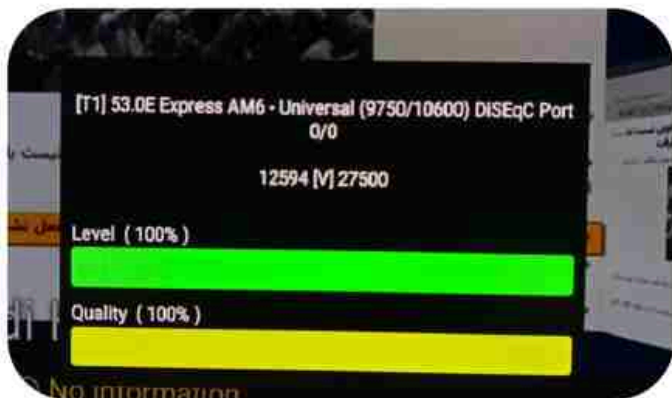 [T1] 53.0E Express AM6 - Universal (9750/10600) DiSEqC Port
0/0
12594 [V] 27500
Level ( 100% )
Quality ( 100% )
No information